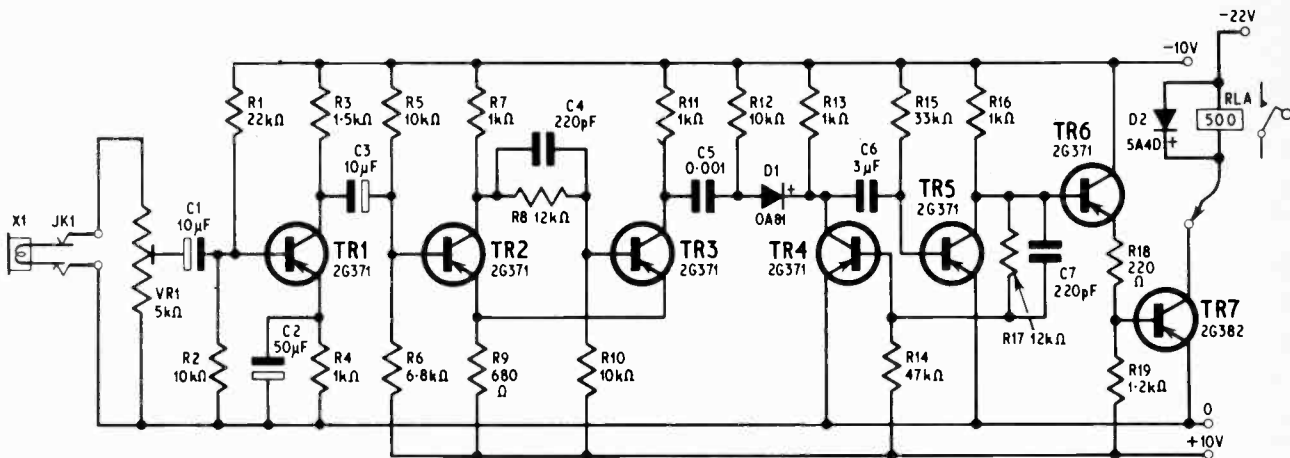 -22V
-10V
R1
22kΩ
R3
1·5kΩ
R5
10kΩ
R7
1kΩ
C4
220pF
R11
1kΩ
R12
10kΩ
R13
1kΩ
R15
33kΩ
R16
1kΩ
TR6
2G371
D2
SA4D+
RLA
500
C3
10μF
R8 12kΩ
C5
0·001
D1
+
OA81
C6
3μF
TR5
2G371
X1
JK1
C1
10μF
TR1
2G371
TR2
2G371
TR3
2G371
TR4
2G371
C7
220pF
R18
220
Ω
VR1
5kΩ
R17 12kΩ
TR7
2G382
R2
10kΩ
C2
50μF
R4
1kΩ
R6
6·8kΩ
R9
680
Ω
R10
10kΩ
R14
47kΩ
R19
1·2kΩ
0
+10V